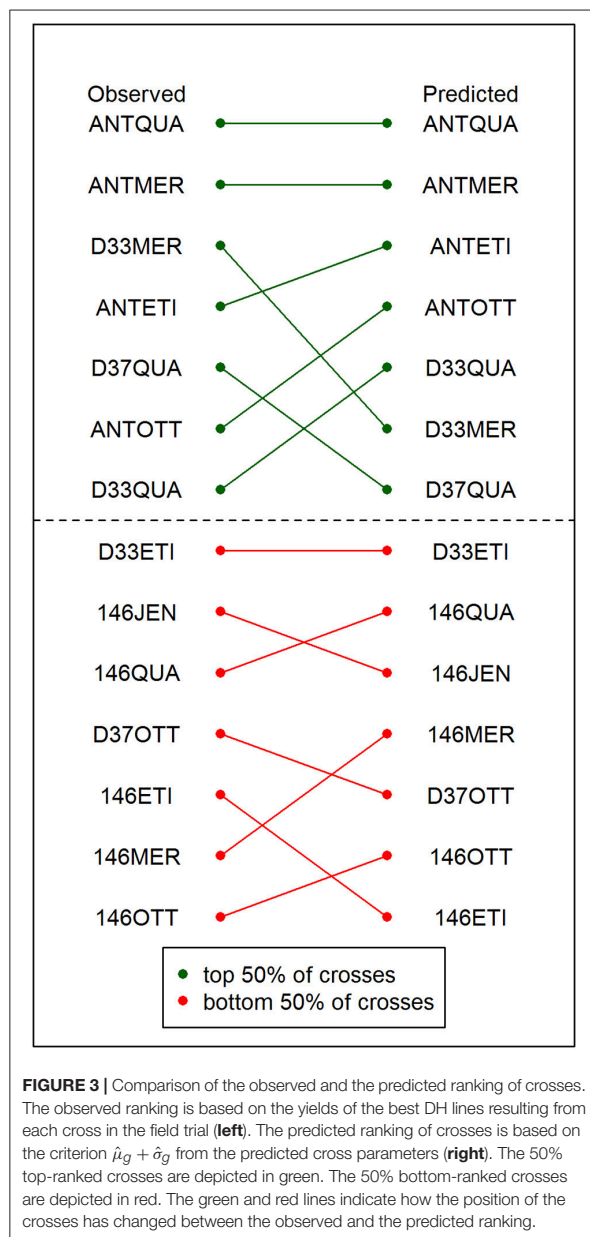 Observed Predicted
ANTQUA ANTQUA
ANTMER ANTMER
D33MER ANTETI
ANTETI ANTOTT
D37QUA D33QUA
ANTOTT D33MER
D33QUA D37QUA
D33ETI D33ETI
146JEN 146QUA
146QUA 146JEN
D37OTT 146MER
146ETI D37OTT
146MER 146OTT
146OTT 146ETI
top 50% of crosses
bottom 50% of crosses
FIGURE 3 | Comparison of the observed and the predicted ranking of crosses.
The observed ranking is based on the yields of the best DH lines resulting from
each cross in the field trial (left). The predicted ranking of crosses is based on
the criterion μ̂g + σ̂g from the predicted cross parameters (right). The 50%
top-ranked crosses are depicted in green. The 50% bottom-ranked crosses
are depicted in red. The green and red lines indicate how the position of the
crosses has changed between the observed and the predicted ranking.